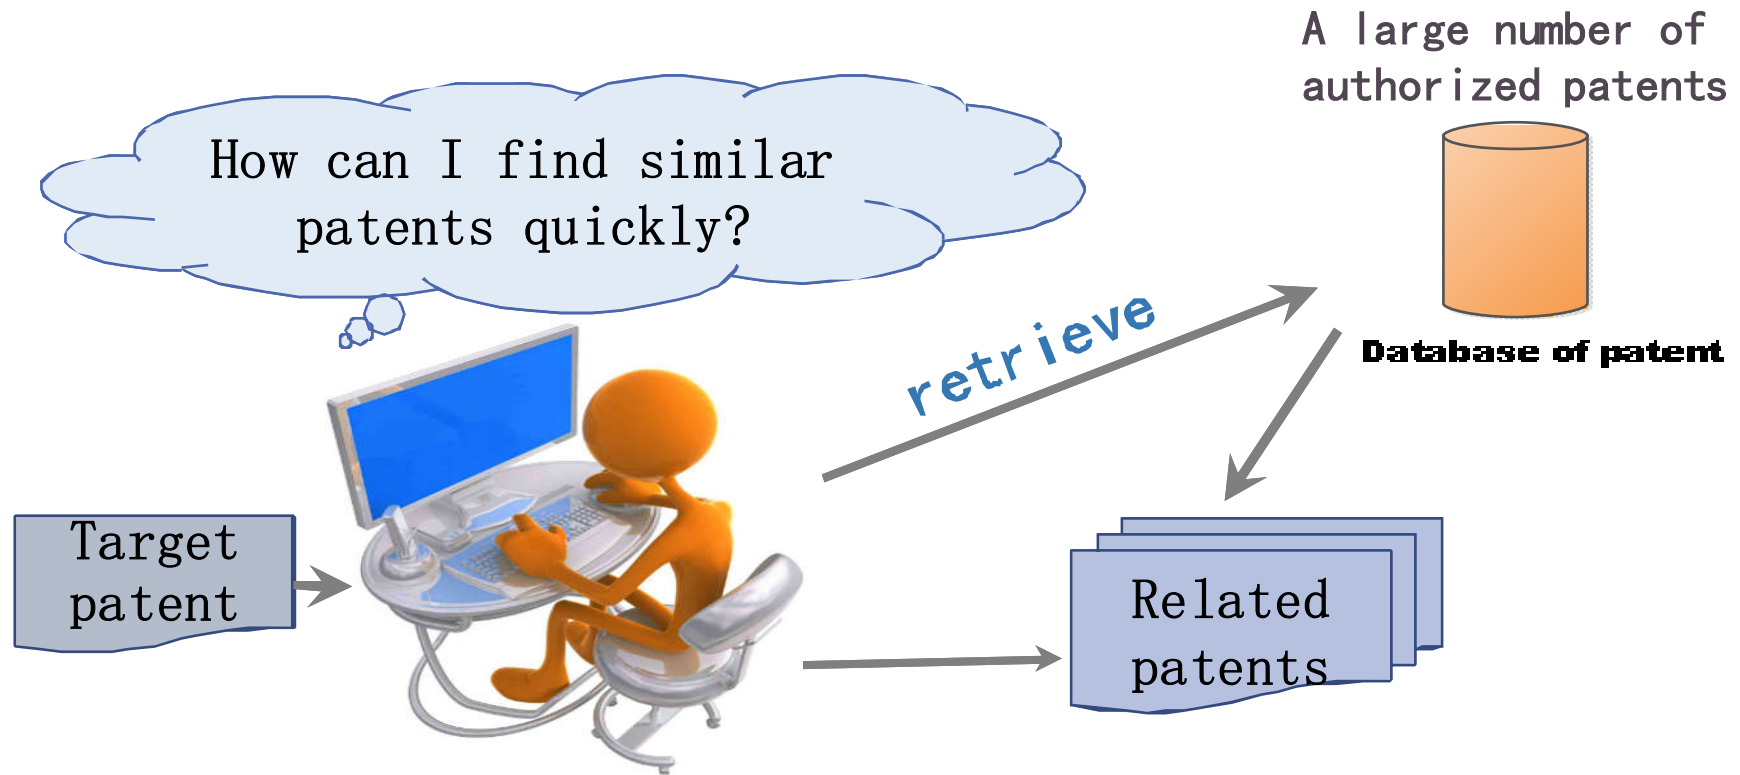 A large number of
authorized patents
How can I find similar
patents quickly?
retrieve
Database of patent
Target
patent
Related
patents